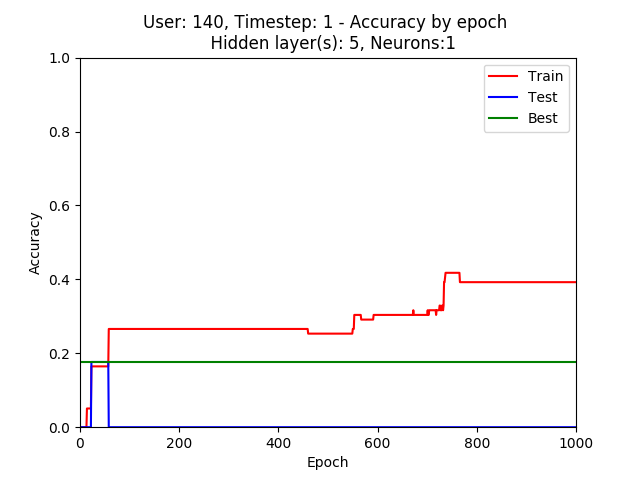 User: 140, Timestep: 1 - Accuracy by epoch
Hidden layer(s): 5, Neurons:1
1.0
0.8
0.6
0.4
0.2
0.0
Accuracy
Train
Test
Best
0 200 400 600 800 1000
Epoch